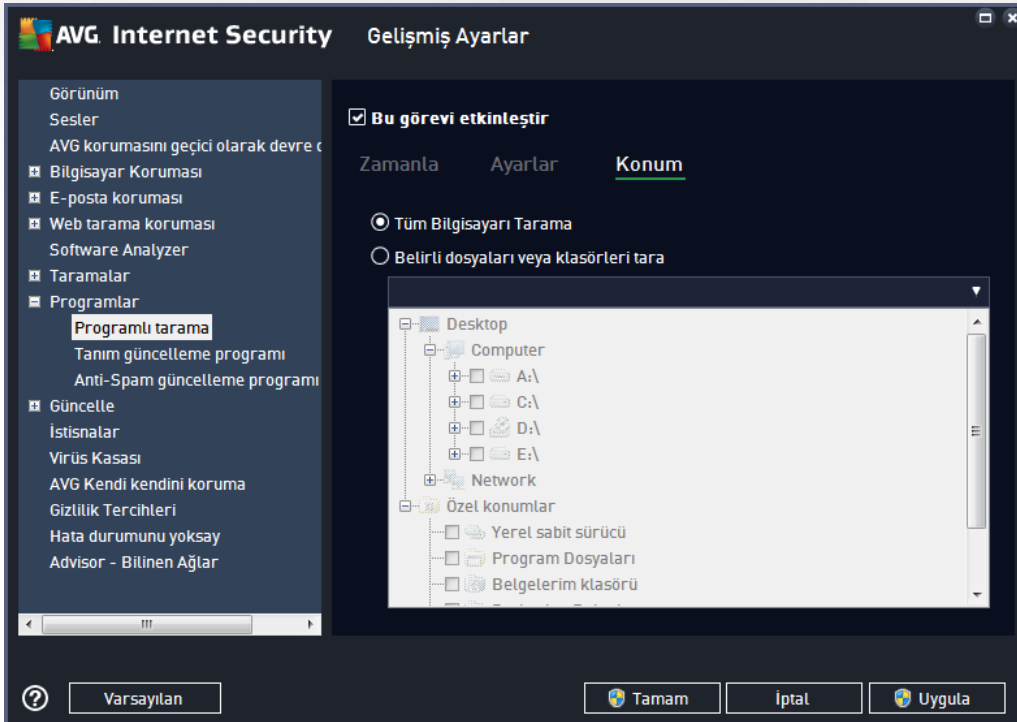 AVG Internet Security Gelişmiş Ayarlar
Görünüm
Sesler
AVG korumasını geçici olarak devre
Bilgisayar Koruması
E-posta koruması
Web tarama koruması
Software Analyzer
Taramalar
Programlar
Programlı tarama
Tanım güncelleme programı
Anti-Spam güncelleme programı
Güncelle
İstisnalar
Virüs Kasası
AVG Kendi kendini koruma
Gizlilik Tercihleri
Hata durumunu yoksay
Advisor - Bilinen Ağlar
Bu görevi etkinleştir
Zamanla Ayarlar Konum
Tüm Bilgisayarı Tarama
Belirli dosyaları veya klasörleri tara
Desktop
Computer
A:\
C:\
D:\
E:\
Network
Özel konumlar
Yerel sabit sürücü
Program Dosyaları
Belgelerim klasörü
Varsayılan Tamam İptal Uygula